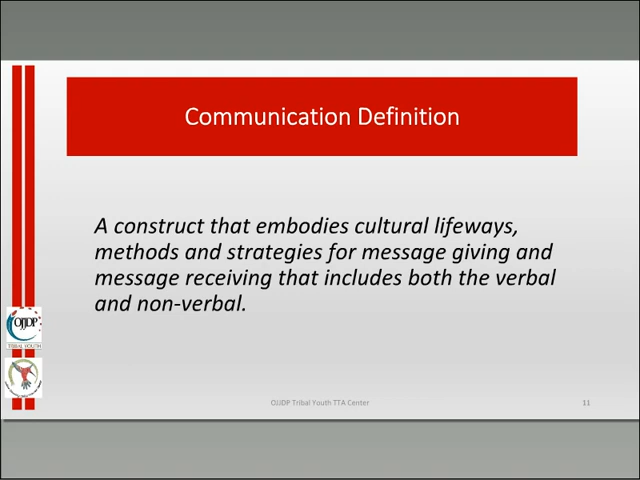 Communication Definition
A construct that embodies cultural lifeways,
methods and strategies for message giving and
message receiving that includes both the verbal
and non-verbal.
OJJDP
TRIBAL YOUTH
OJJDP Tribal Youth TTA Center
11